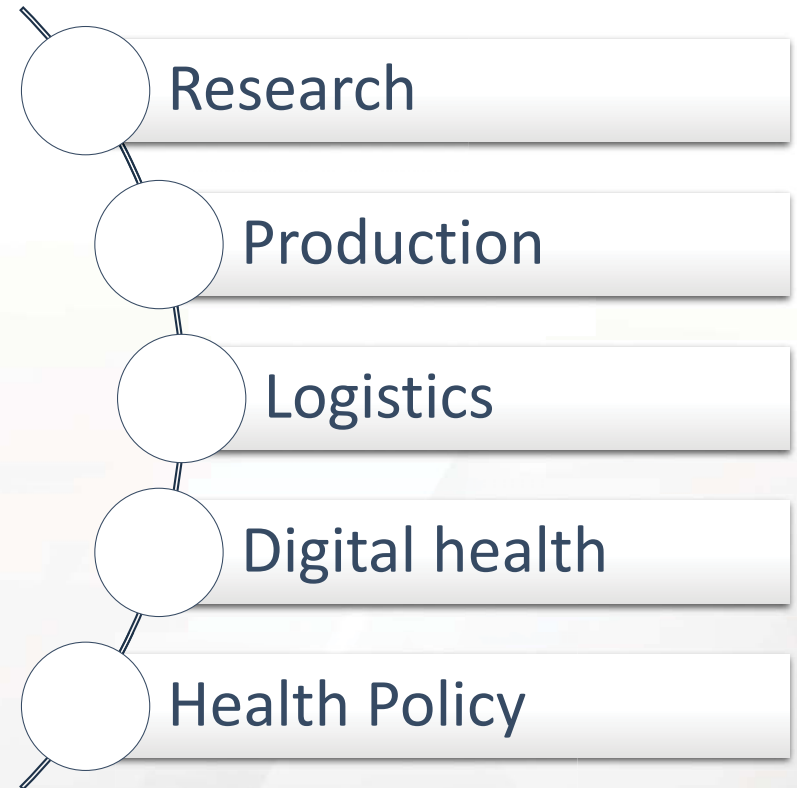 Research
Production
Logistics
Digital health
Health Policy